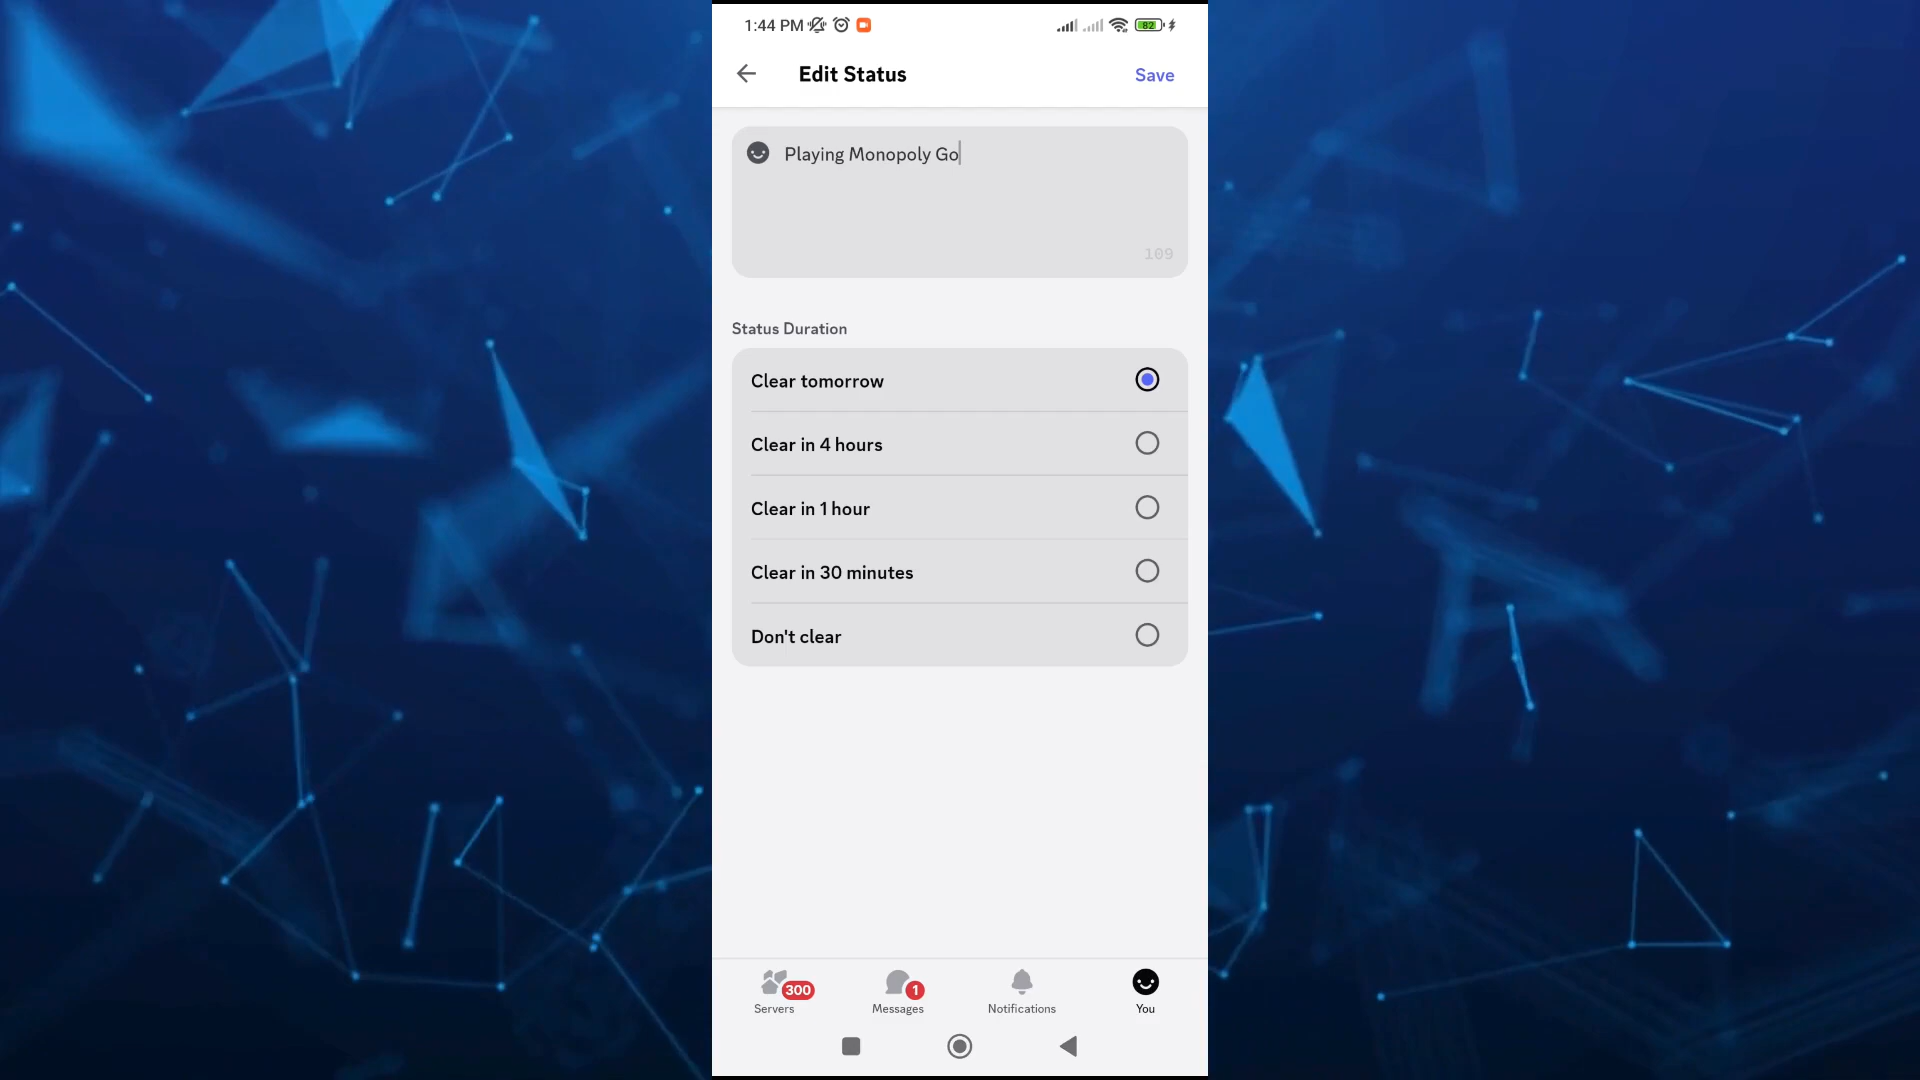 1:44 PM
82
Edit Status
Save
Playing Monopoly Go
109
Status Duration
Clear tomorrow
Clear in 4 hours
Clear in 1 hour
Clear in 30 minutes
Don't clear
300
1
Servers
Messages
Notifications
You